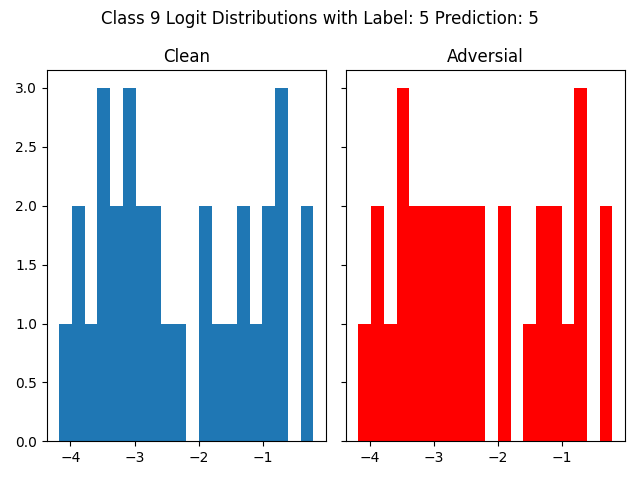 Class 9 Logit Distributions with Label: 5 Prediction: 5
Clean
Adversial
3.0
2.5
2.0
1.5
1.0
0.5
0.0
−4 −3 −2 −1
−4 −3 −2 −1